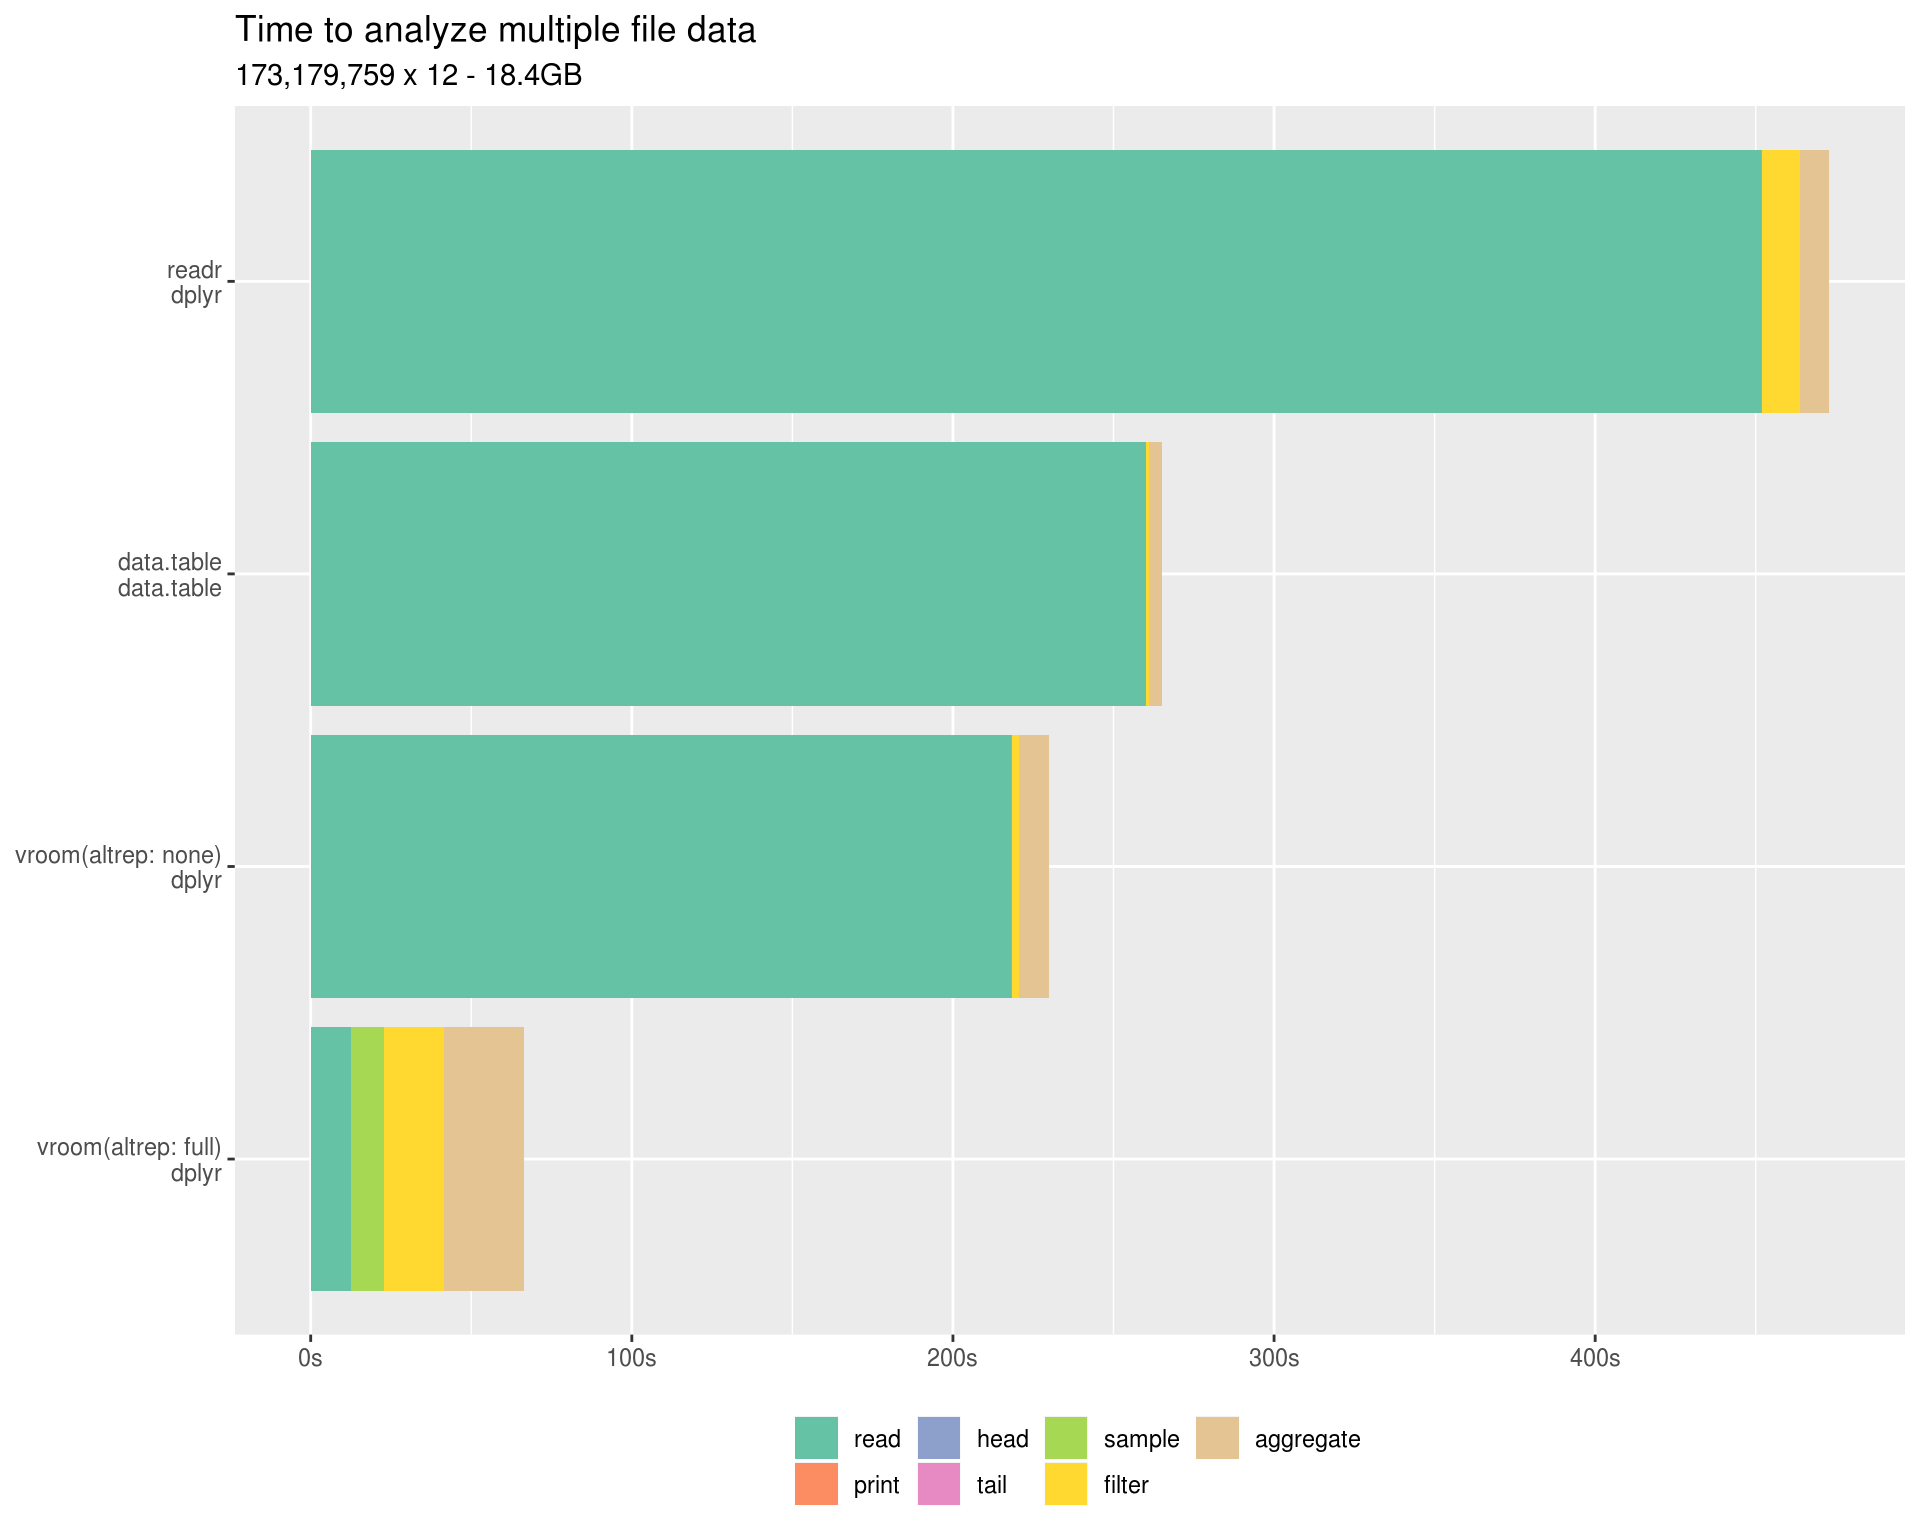 Time to analyze multiple file data
173,179,759 x 12 - 18.4GB
readr
dplyr
data.table
data.table
vroom(altrep: none)
dplyr
vroom(altrep: full)
dplyr
0s
100s
200s
300s
400s
read
head
sample
aggregate
print
tail
filter